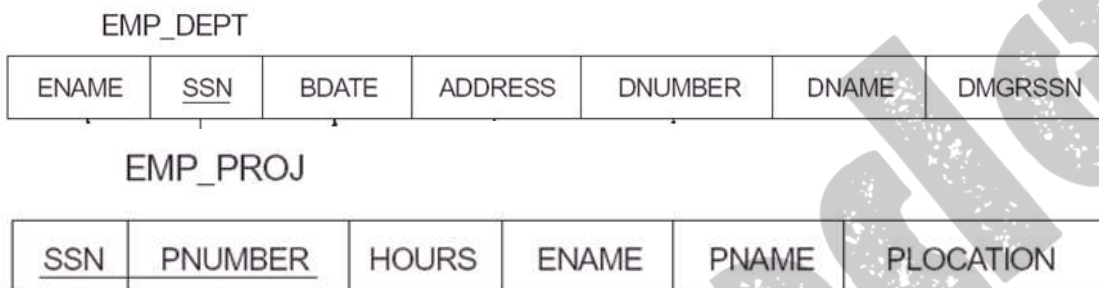 EMP_DEPT
ENAME SSN BDATE ADDRESS DNUMBER DNAME DMGRSSN
EMP_PROJ
SSN PNUMBER HOURS ENAME PNAME PLOCATION